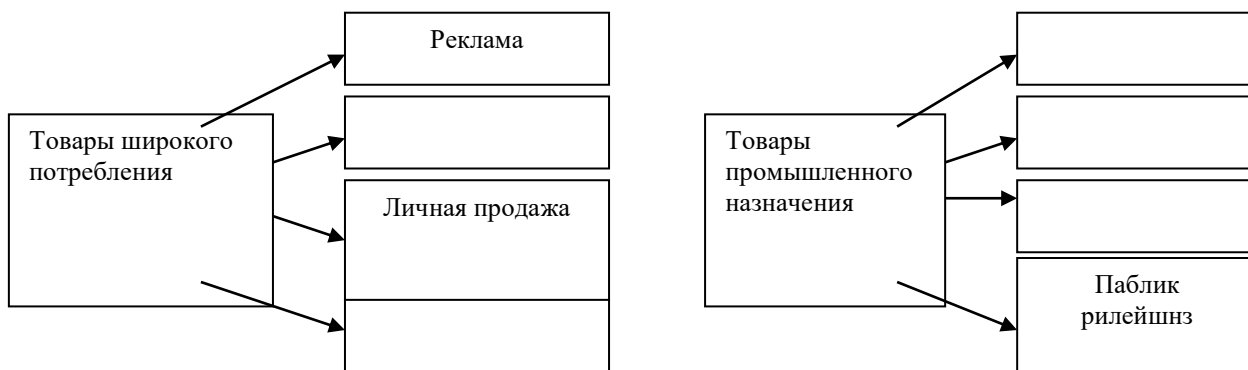 Реклама
Товары широкого
потребления
Личная продажа
Товары
промышленного
назначения
Паблик
рилейшнз